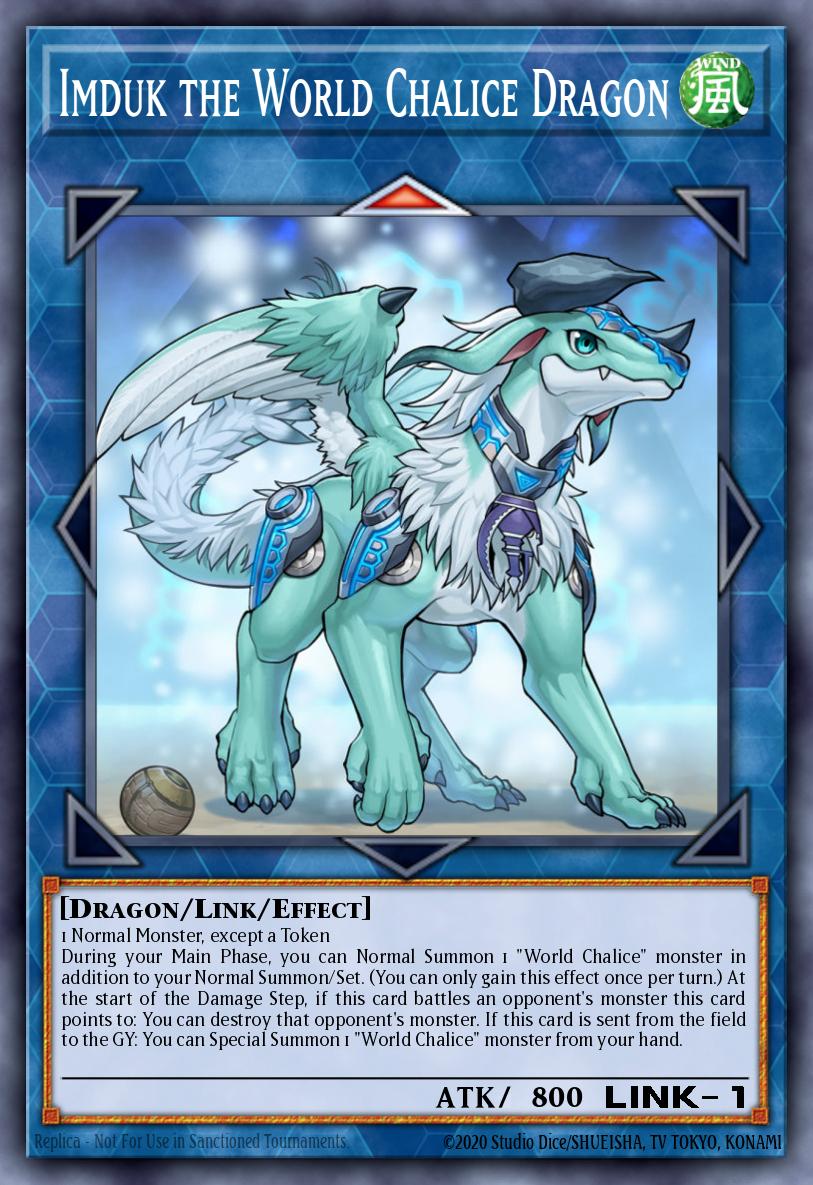 Imduk the World Chalice Dragon
WIND
風
[Dragon/Link/Effect]
1 Normal Monster, except a Token
During your Main Phase, you can Normal Summon 1 "World Chalice" monster in
addition to your Normal Summon/Set. (You can only gain this effect once per turn.) At
the start of the Damage Step, if this card battles an opponent's monster this card
points to: You can destroy that opponent's monster. If this card is sent from the field
to the GY: You can Special Summon 1 "World Chalice" monster from your hand.
ATK/ 800 LINK-1
Replica - Not For Use in Sanctioned Tournaments. ©2020 Studio Dice/SHUEISHA, TV TOKYO, KONAMI